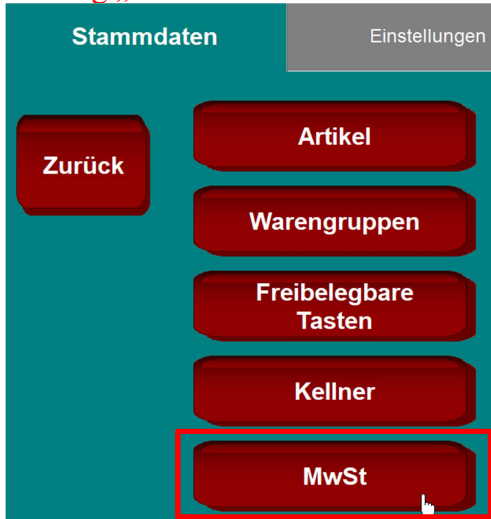 Stammdaten
Einstellungen
Zurück
Artikel
Warengruppen
Freibelegbare
Tasten
Kellner
MwSt